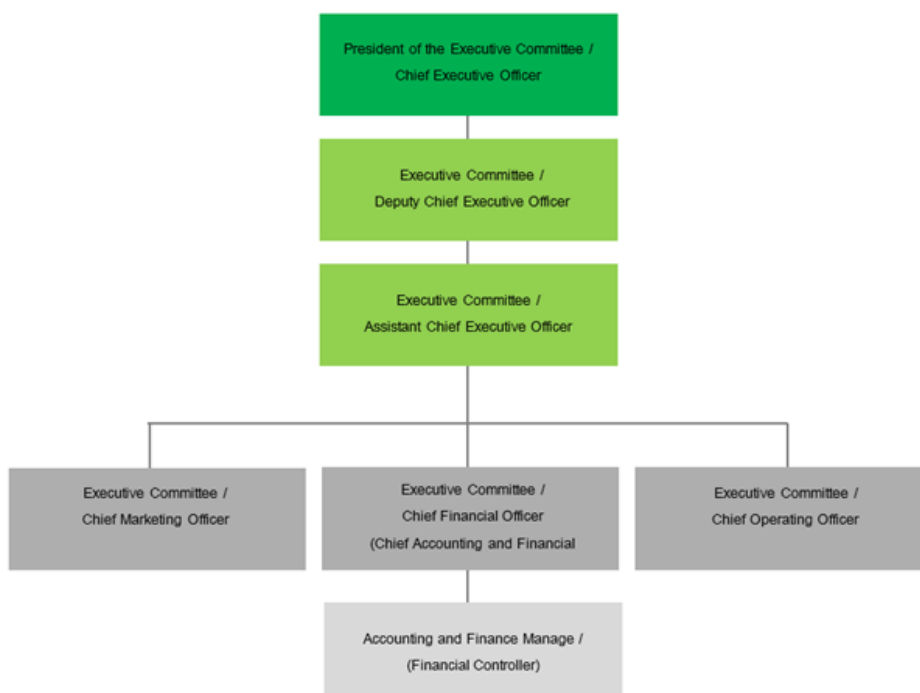 President of the Executive Committee /
Chief Executive Officer
Executive Committee /
Deputy Chief Executive Officer
Executive Committee /
Assistant Chief Executive Officer
Executive Committee /
Chief Marketing Officer
Executive Committee /
Chief Financial Officer
(Chief Accounting and Financial
Executive Committee /
Chief Operating Officer
Accounting and Finance Manage /
(Financial Controller)